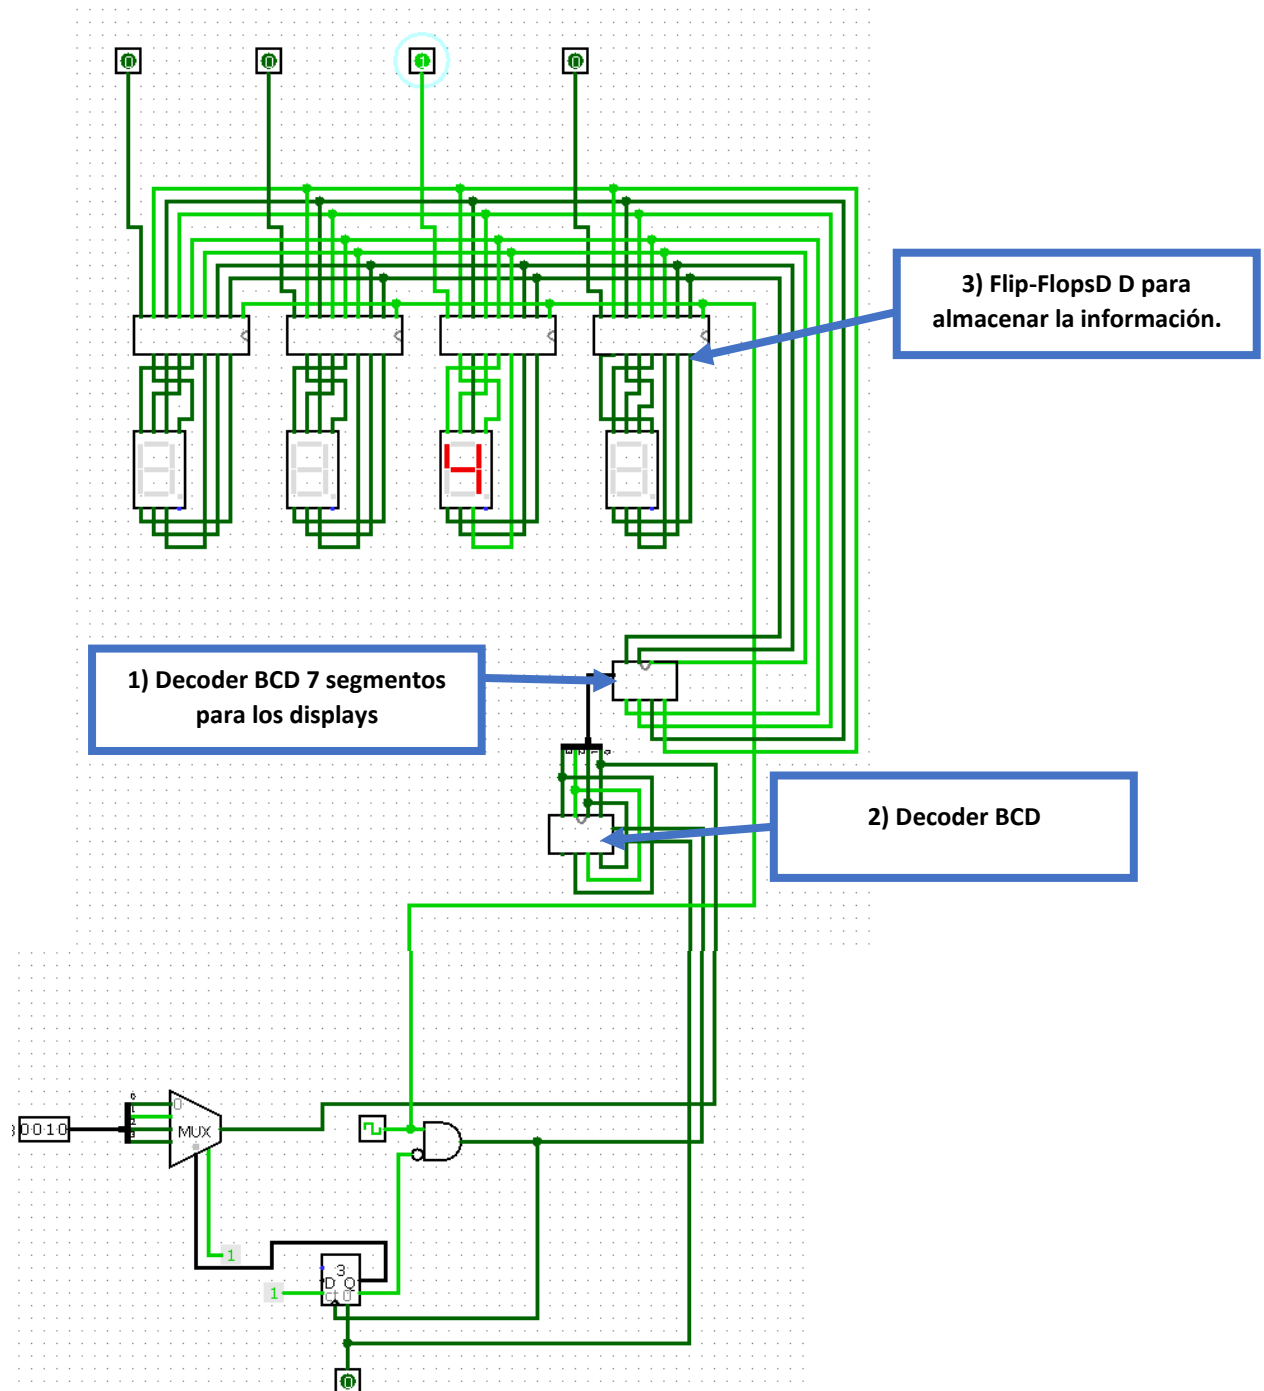 0
0
1
0
3) Flip-FlopsD D para
almacenar la información.
4
1) Decoder BCD 7 segmentos
para los displays
2) Decoder BCD
0010
0
MUX
1
1
3
D Q
0